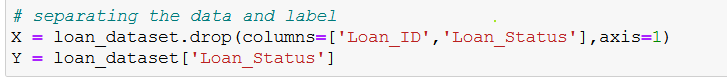 # separating the data and label
X = loan_dataset.drop(columns=['Loan_ID','Loan_Status'],axis=1)
Y = loan_dataset['Loan_Status']